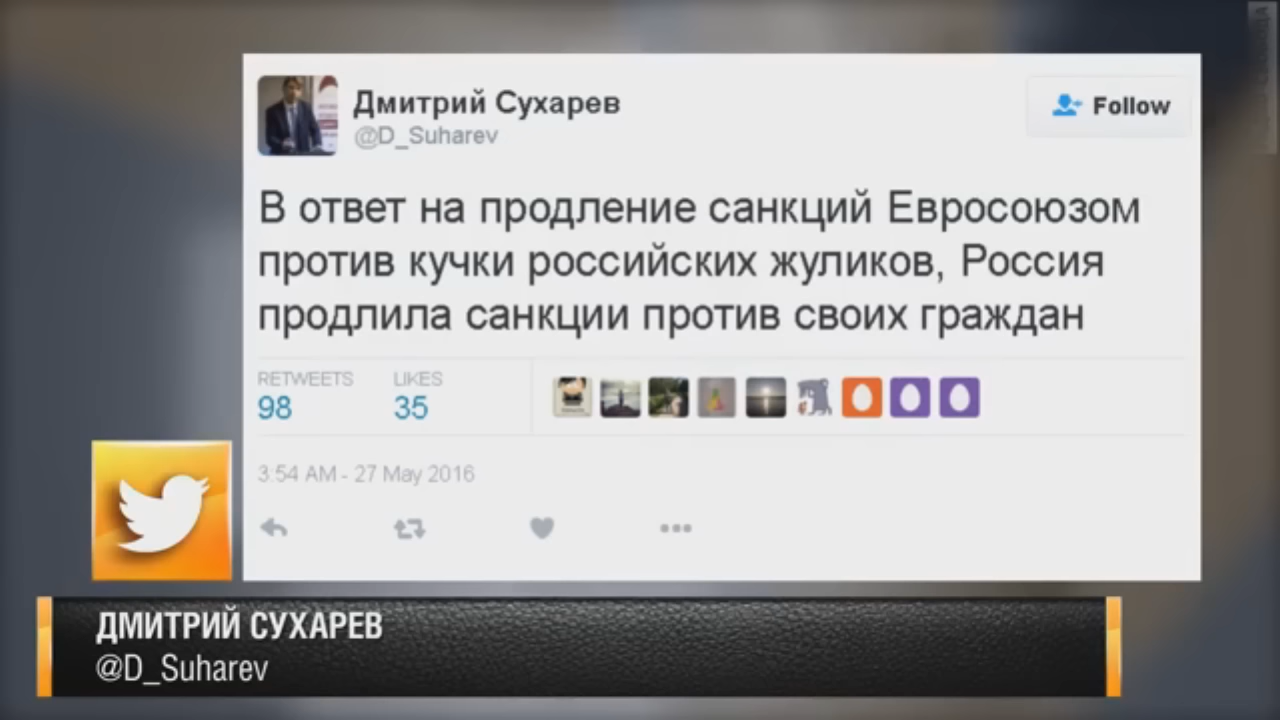 Дмитрий Сухарев
@D_Suharev
Follow
В ответ на продление санкций Евросоюзом
против кучки российских жуликов, Россия
продлила санкции против своих граждан
RETWEETS
98
LIKES
35
3:54 AM - 27 May 2016
ДМИТРИЙ СУХАРЕВ
@D_Suharev